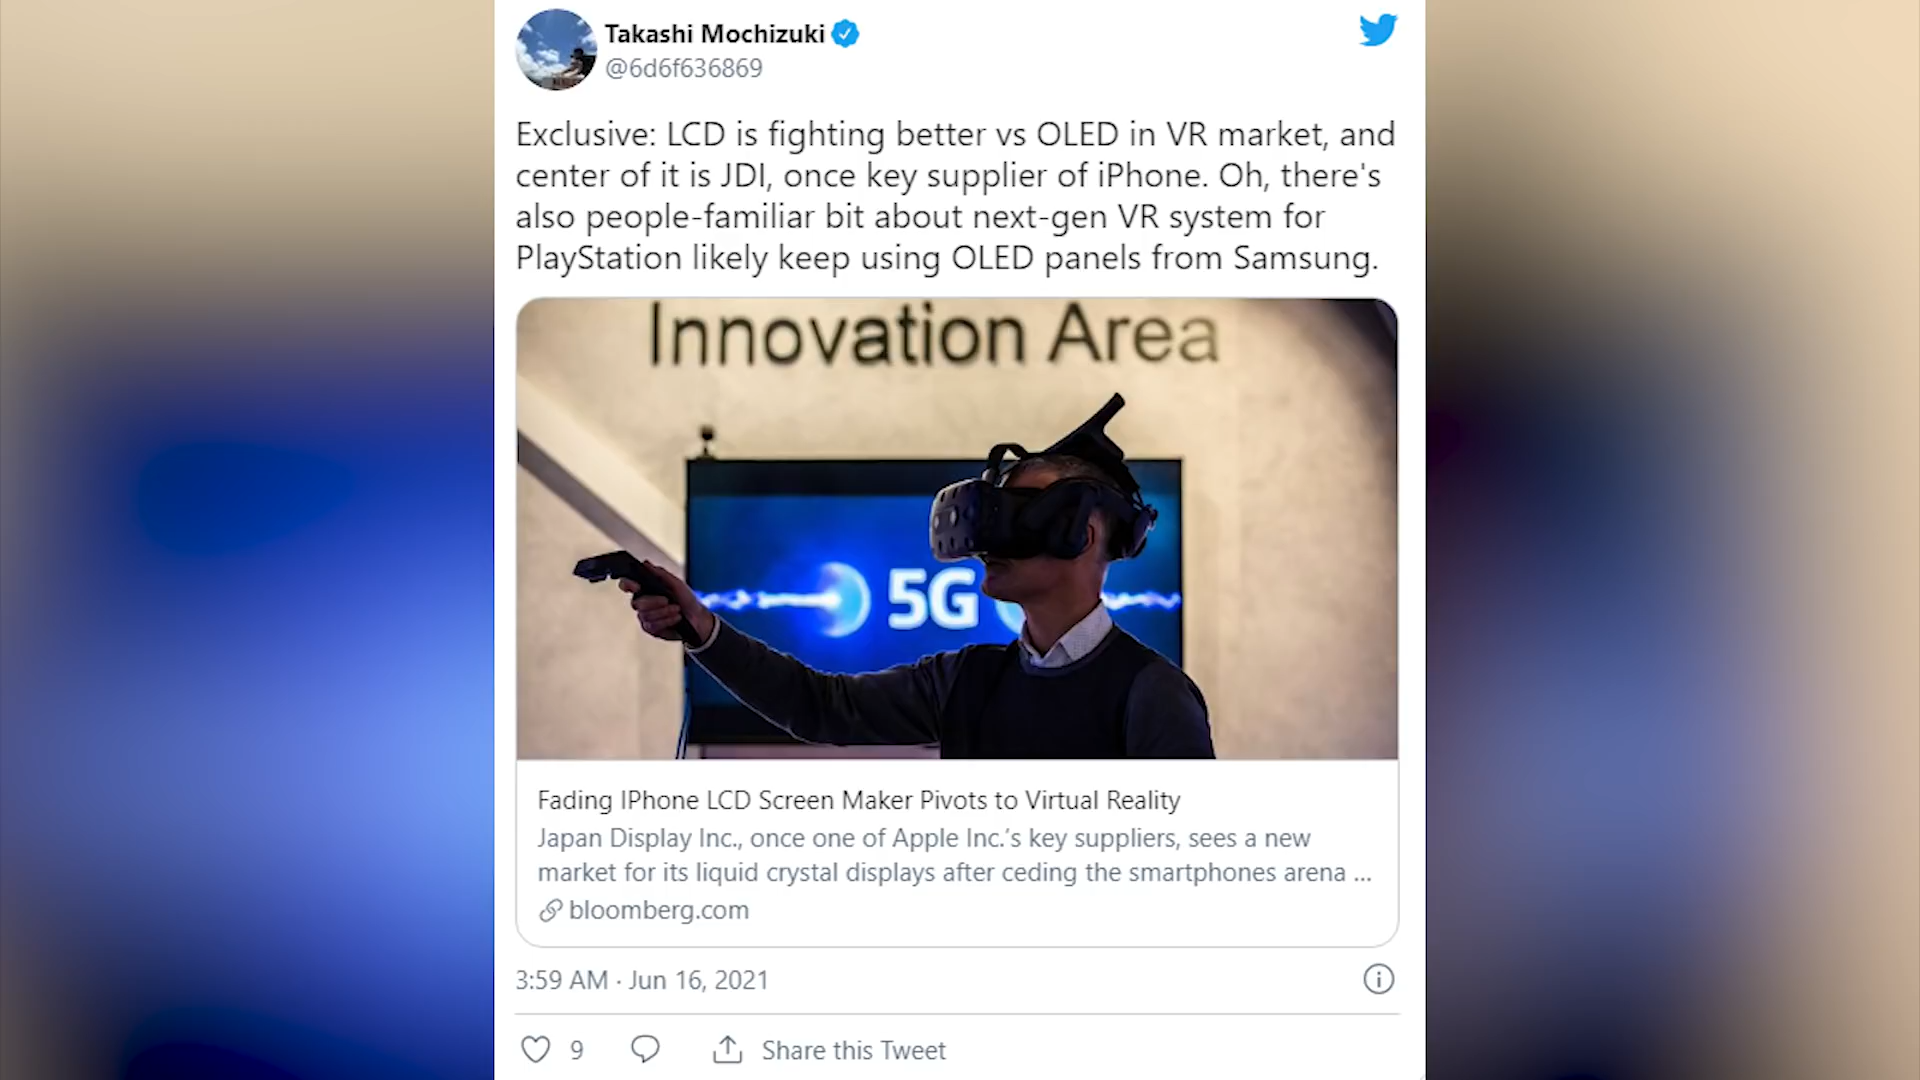 Takashi Mochizuki
@6d6f636869
Exclusive: LCD is fighting better vs OLED in VR market, and
center of it is JDI, once key supplier of iPhone. Oh, there's
also people-familiar bit about next-gen VR system for
PlayStation likely keep using OLED panels from Samsung.
Innovation Area
5G
Fading IPhone LCD Screen Maker Pivots to Virtual Reality
Japan Display Inc., once one of Apple Inc.'s key suppliers, sees a new
market for its liquid crystal displays after ceding the smartphones arena ...
bloomberg.com
3:59 AM · Jun 16, 2021
9
Share this Tweet